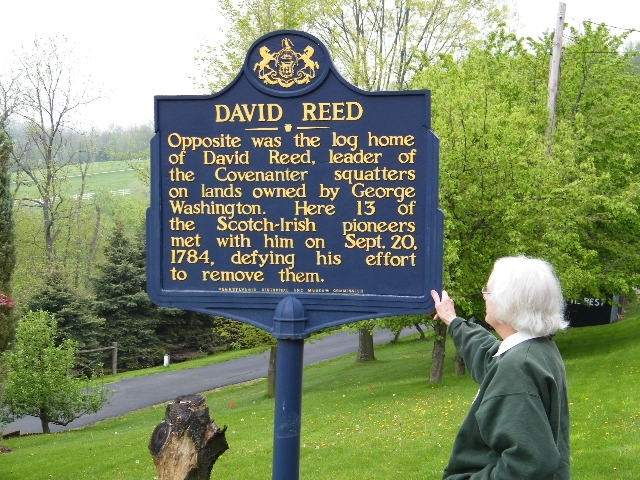 DAVID REED
Opposite was the log home
of David Reed, leader of
the Covenanter squatters
on lands owned by George
Washington. Here 13 of
the Scotch-Irish pioneers
met with him on Sept. 20,
1784, defying his effort
to remove them.
PENNSYLVANIA HISTORICAL AND MUSEUM COMMISSION